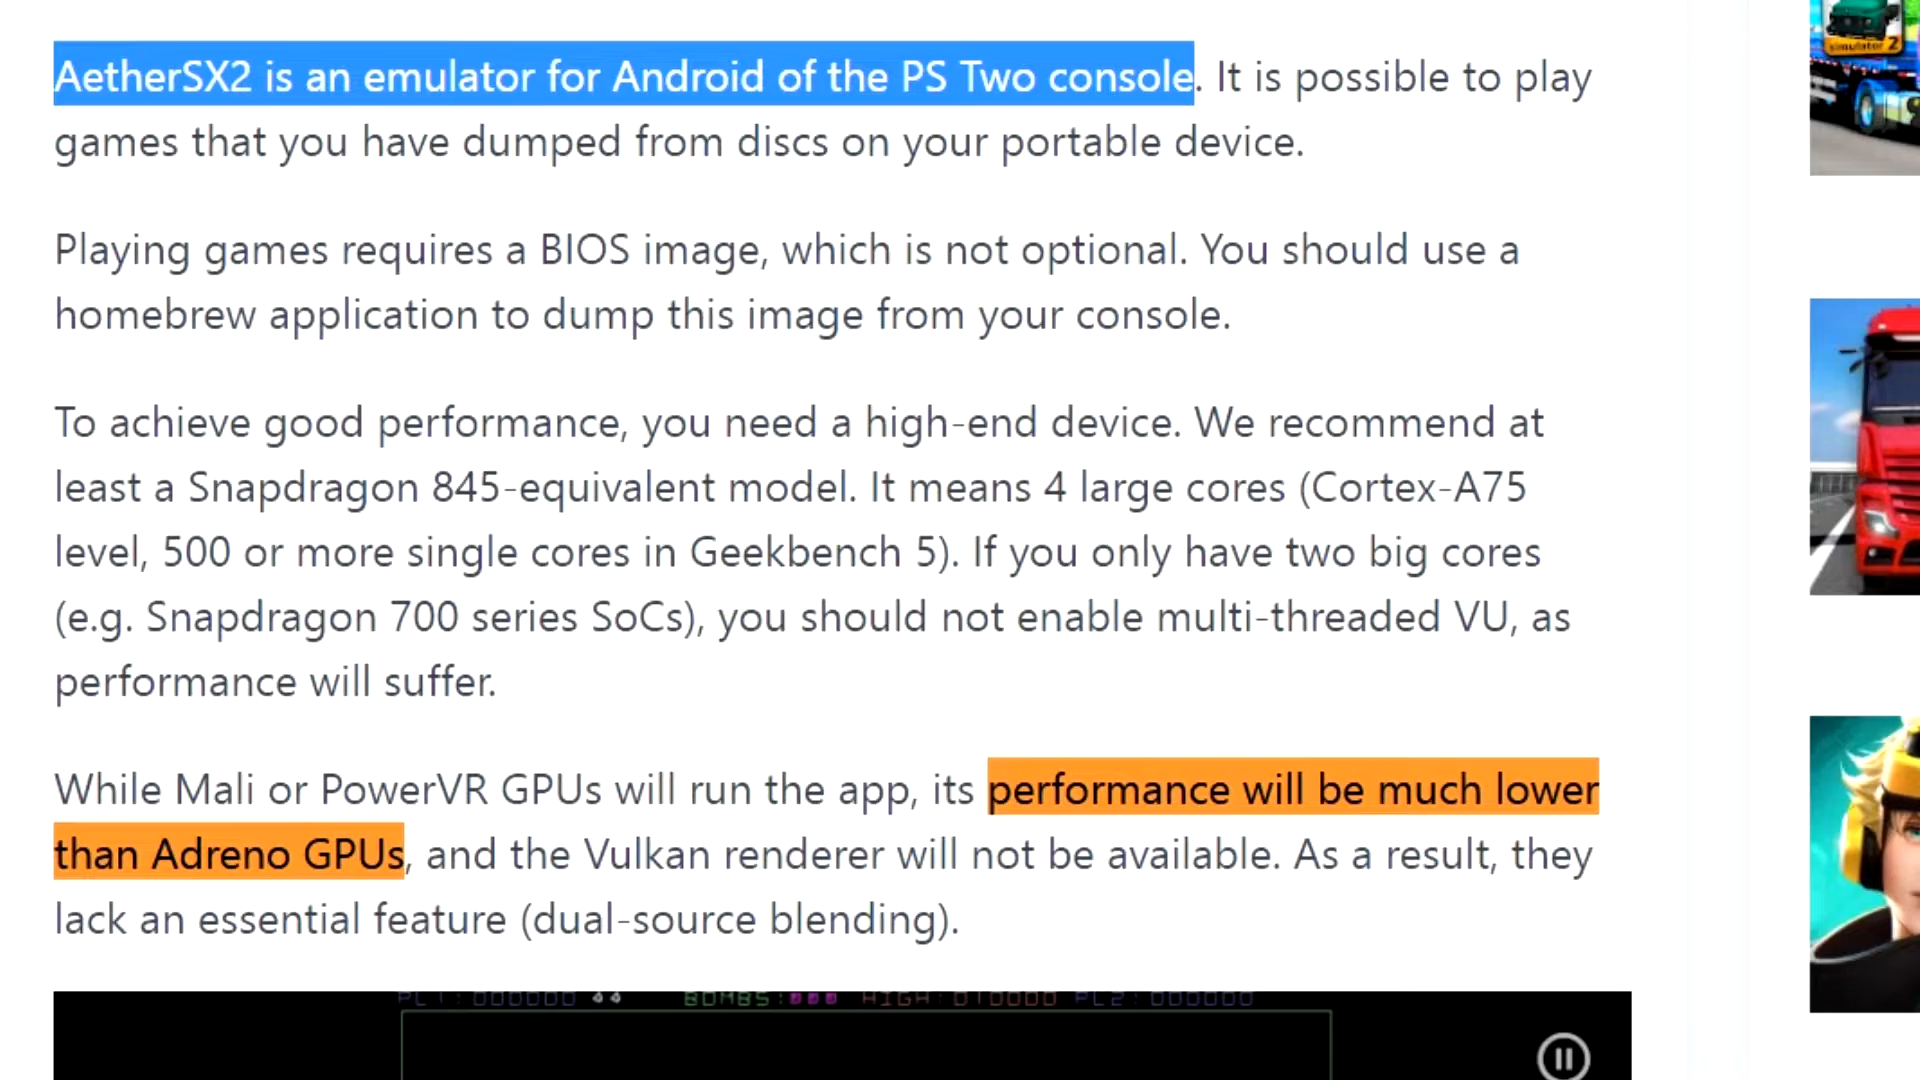 AetherSX2 is an emulator for Android of the PS Two console. It is possible to play
games that you have dumped from discs on your portable device.
Playing games requires a BIOS image, which is not optional. You should use a
homebrew application to dump this image from your console.
To achieve good performance, you need a high-end device. We recommend at
least a Snapdragon 845-equivalent model. It means 4 large cores (Cortex-A75
level, 500 or more single cores in Geekbench 5). If you only have two big cores
(e.g. Snapdragon 700 series SoCs), you should not enable multi-threaded VU, as
performance will suffer.
While Mali or PowerVR GPUs will run the app, its performance will be much lower
than Adreno GPUs, and the Vulkan renderer will not be available. As a result, they
lack an essential feature (dual-source blending).
PL1:000000 44 BOMBS:000 HIGH:010000 PL2:000000
simulator 2